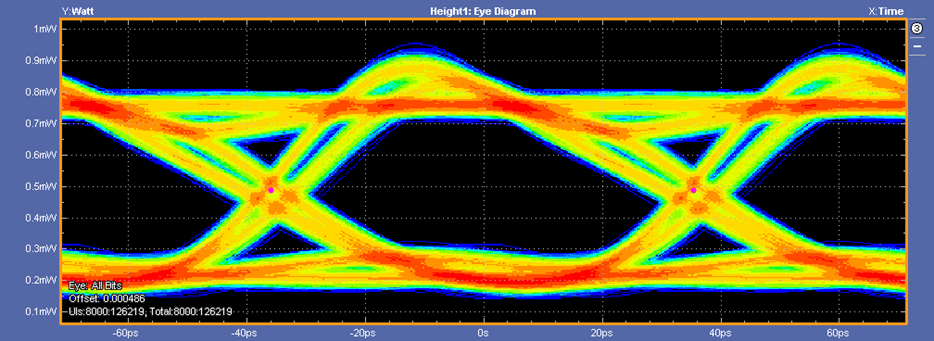 Y:Watt Height1: Eye Diagram X:Time
1mW
0.9mW
0.8mW
0.7mW
0.6mW
0.5mW
0.4mW
0.3mW
0.2mW
0.1mW
3
Eye: All Bits
Offset: 0.000486
UIs:8000:126219, Total:8000:126219
-60ps -40ps -20ps 0s 20ps 40ps 60ps